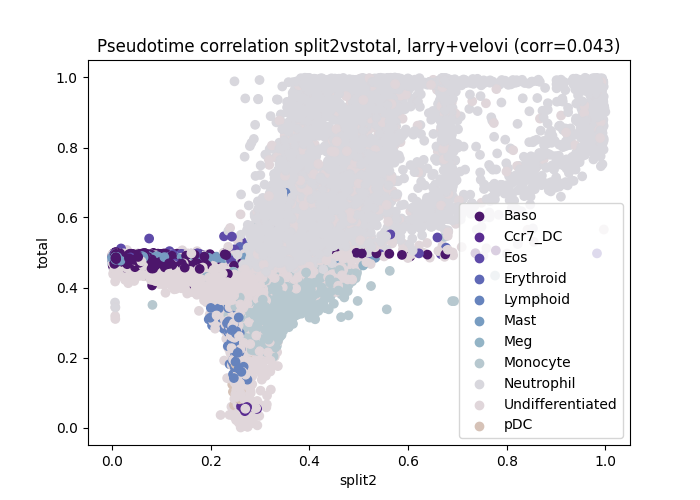 Pseudotime correlation split2vstotal, larry+velovi (corr=0.043)
1.0
0.8
0.6
0.4
0.2
0.0
total
0.0 0.2 0.4 0.6 0.8 1.0
split2
Baso
Ccr7_DC
Eos
Erythroid
Lymphoid
Mast
Meg
Monocyte
Neutrophil
Undifferentiated
pDC